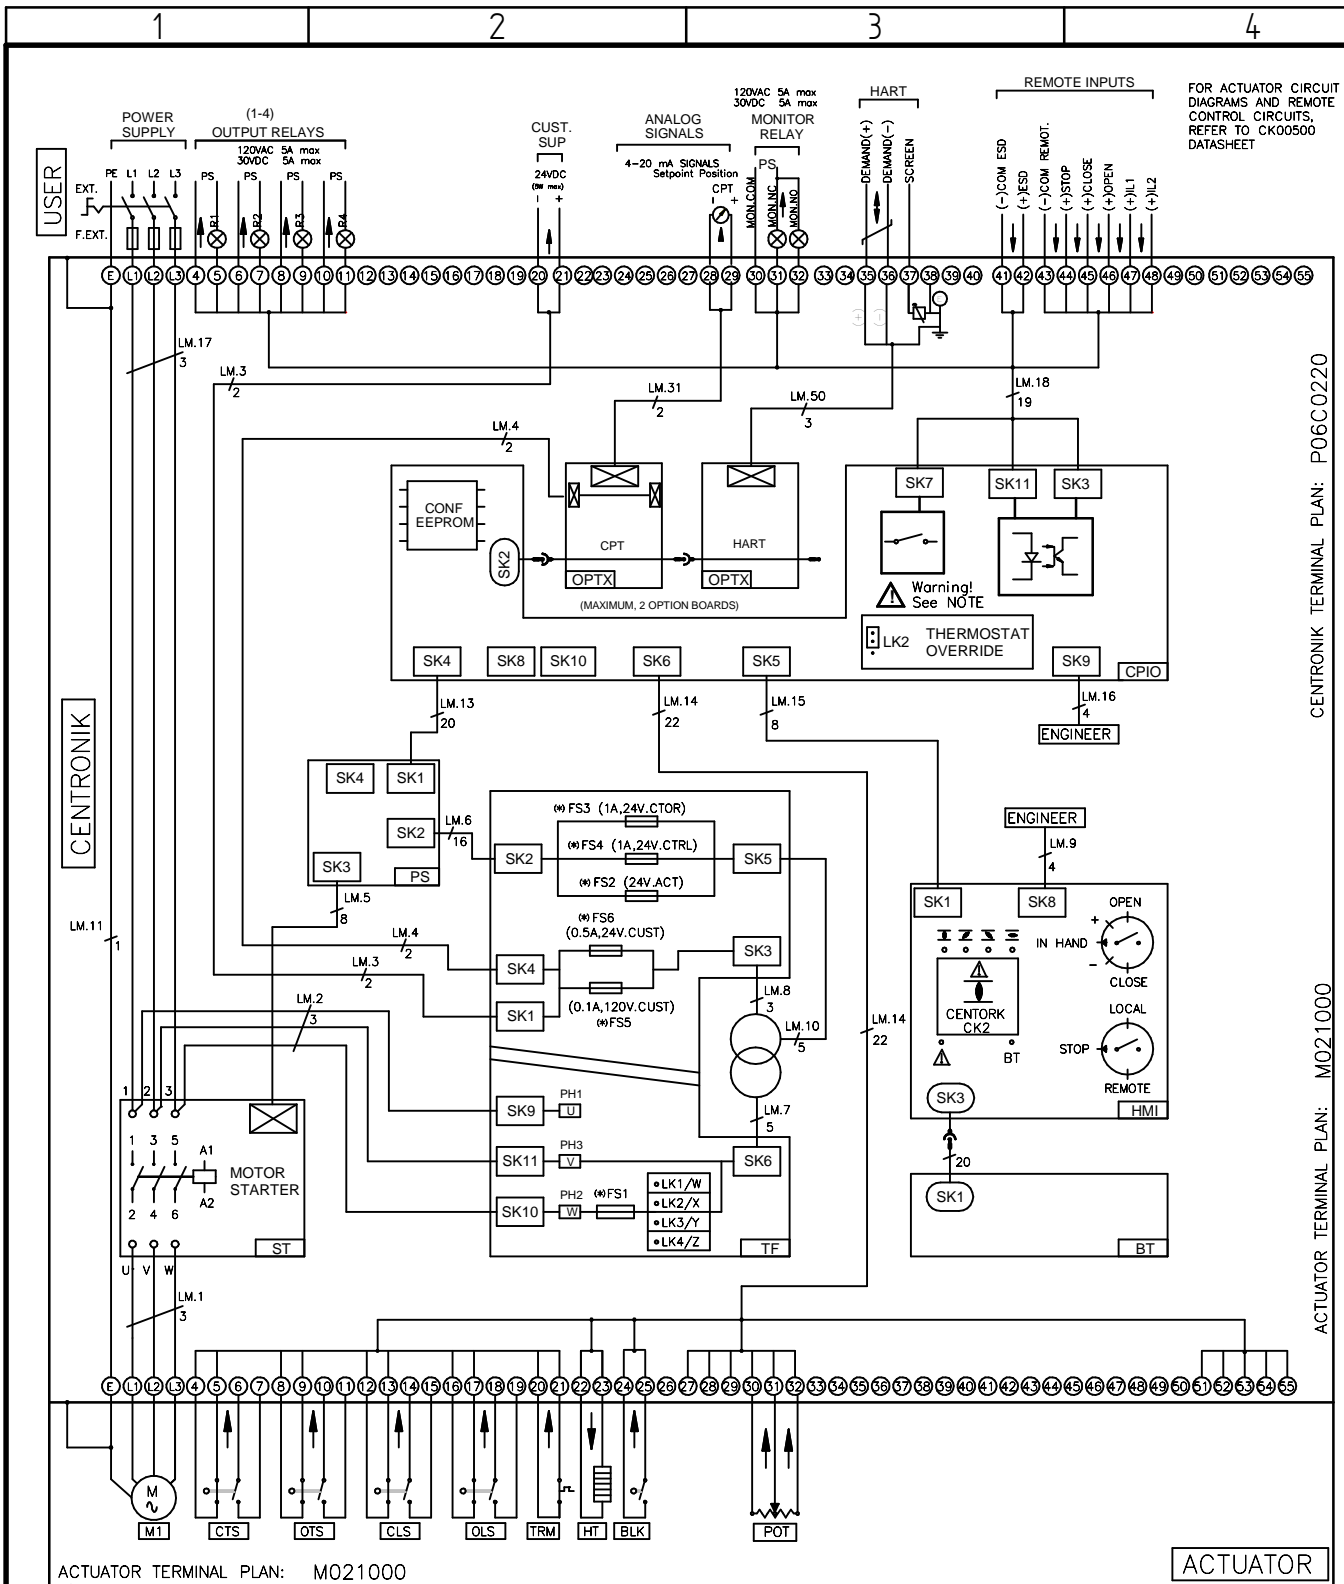 1 2 3 4
USER
POWER
SUPPLY
(1-4)
OUTPUT RELAYS
120VAC 5A max
30VDC 5A max
PE L1 L2 L3
PS PS PS PS
EXT.
F.EXT.
R1 R2 R3 R4
CUST.
SUP
24VDC
(5W max)
- +
ANALOG
SIGNALS
4-20 mA SIGNALS
Setpoint Position
CPT
- +
120VAC 5A max
30VDC 5A max
MONITOR
RELAY
PS
MON.COM
MON.NC
MON.NO
HART
DEMAND(+)
DEMAND(-)
SCREEN
REMOTE INPUTS
(-)COM ESD
(+)ESD
(-)COM REMOT.
(+)STOP
(+)CLOSE
(+)OPEN
(+)IL1
(+)IL2
FOR ACTUATOR CIRCUIT
DIAGRAMS AND REMOTE
CONTROL CIRCUITS,
REFER TO CK00500
DATASHEET
E L1 L2 L3 4 5 6 7 8 9 10 11 12 13 14 15 16 17 18 19 20 21 22 23 24 25 26 27 28 29 30 31 32 33 34 35 36 37 38 39 40 41 42 43 44 45 46 47 48 49 50 51 52 53 54 55
+ -
LM.17
3
LM.3
2
LM.31
2
LM.50
3
LM.18
19
LM.4
2
CENTRONIK TERMINAL PLAN: P06C0220
CONF
EEPROM
SK2
CPT
OPTX
HART
OPTX
(MAXIMUM, 2 OPTION BOARDS)
SK7
SK11
SK3
Warning!
See NOTE
LK2
THERMOSTAT
OVERRIDE
SK4
SK8
SK10
SK6
SK5
SK9
CPIO
LM.13
20
LM.14
22
LM.15
8
LM.16
4
ENGINEER
CENTRONIK
SK4
SK1
SK2
SK3
PS
LM.6
16
LM.5
8
(*) FS3 (1A,24V.CTOR)
(*) FS4 (1A,24V.CTRL)
(*) FS2 (24V.ACT)
SK2
SK5
(*) FS6
(0.5A,24V.CUST)
SK4
SK3
SK1
(0.1A,120V.CUST)
(*)FS5
LM.4
2
LM.3
2
LM.2
3
LM.8
3
LM.10
5
LM.7
5
LM.14
22
SK9
PH1
U
SK11
PH3
V
SK6
SK10
PH2
W
(*)FS1
LK1/W
LK2/X
LK3/Y
LK4/Z
TF
LM.11
1
1 2 3
1 3 5
A1
A2
MOTOR
STARTER
2 4 6
ST
U V W
LM.1
3
ENGINEER
LM.9
4
SK1
SK8
OPEN
+
IN HAND
-
CLOSE
CENTORK
CK2
BT
LOCAL
STOP
REMOTE
SK3
HMI
20
SK1
BT
ACTUATOR TERMINAL PLAN: M021000
E L1 L2 L3 4 5 6 7 8 9 10 11 12 13 14 15 16 17 18 19 20 21 22 23 24 25 26 27 28 29 30 31 32 33 34 35 36 37 38 39 40 41 42 43 44 45 46 47 48 49 50 51 52 53 54 55
M
M1
CTS
OTS
CLS
OLS
TRM
HT
BLK
POT
ACTUATOR TERMINAL PLAN: M021000
ACTUATOR